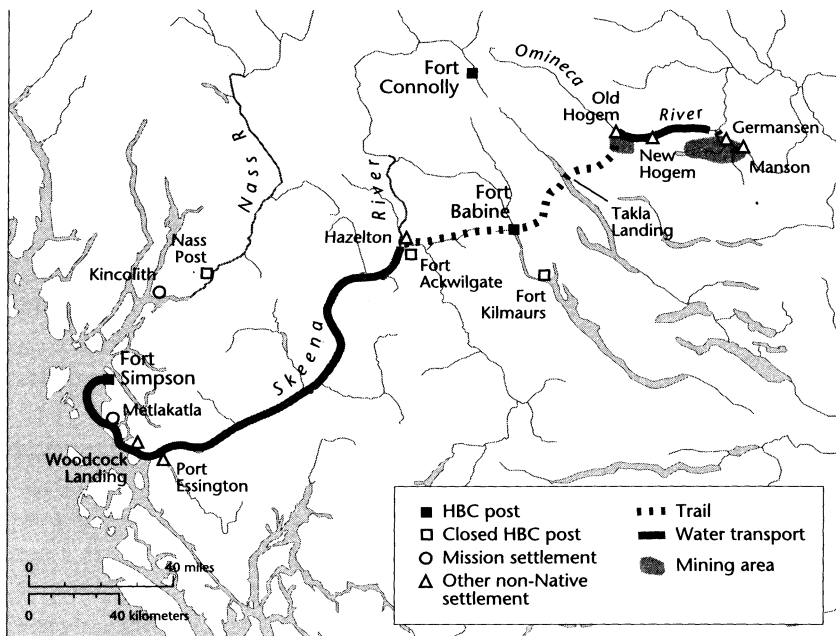 Omineca
Fort
Connolly
Old
Hogem
River
Germansen
New
Hogem
Manson
Nass R
River
Fort
Babine
Takla
Landing
Hazelton
Nass
Post
Kincolith
Fort
Ackwilgate
Fort
Kilmaurs
Skeena
Fort
Simpson
Metlakatla
Woodcock
Landing
Port
Essington
HBC post
Closed HBC post
Mission settlement
Other non-Native
settlement
Trail
Water transport
Mining area
0 40 miles
0 40 kilometers